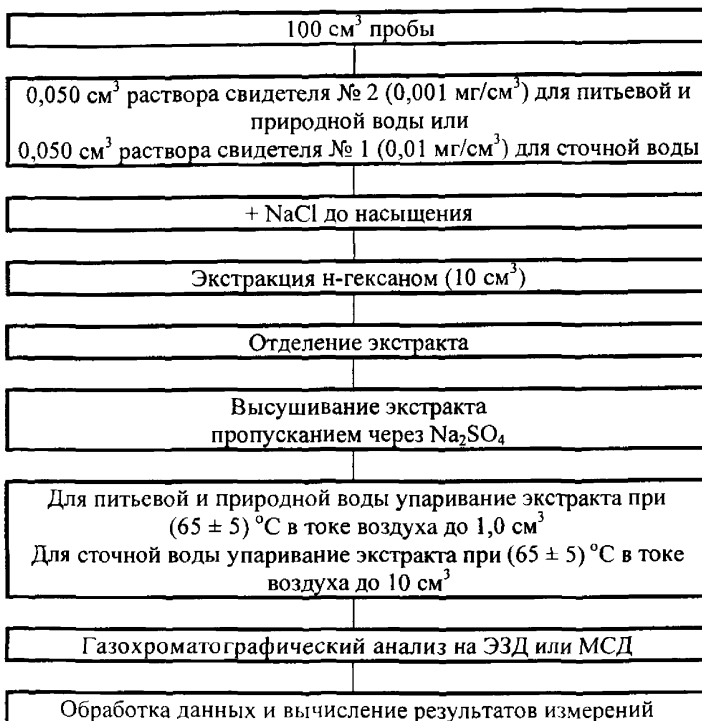 100 см³ пробы
0,050 см³ раствора свидетеля № 2 (0,001 мг/см³) для питьевой и
природной воды или
0,050 см³ раствора свидетеля № 1 (0,01 мг/см³) для сточной воды
+ NaCl до насыщения
Экстракция н-гексаном (10 см³)
Отделение экстракта
Высушивание экстракта
пропусканием через Na₂SO₄
Для питьевой и природной воды упаривание экстракта при
(65 ± 5) °С в токе воздуха до 1,0 см³
Для сточной воды упаривание экстракта при (65 ± 5) °С в токе
воздуха до 10 см³
Газохроматографический анализ на ЭЗД или МСД
Обработка данных и вычисление результатов измерений